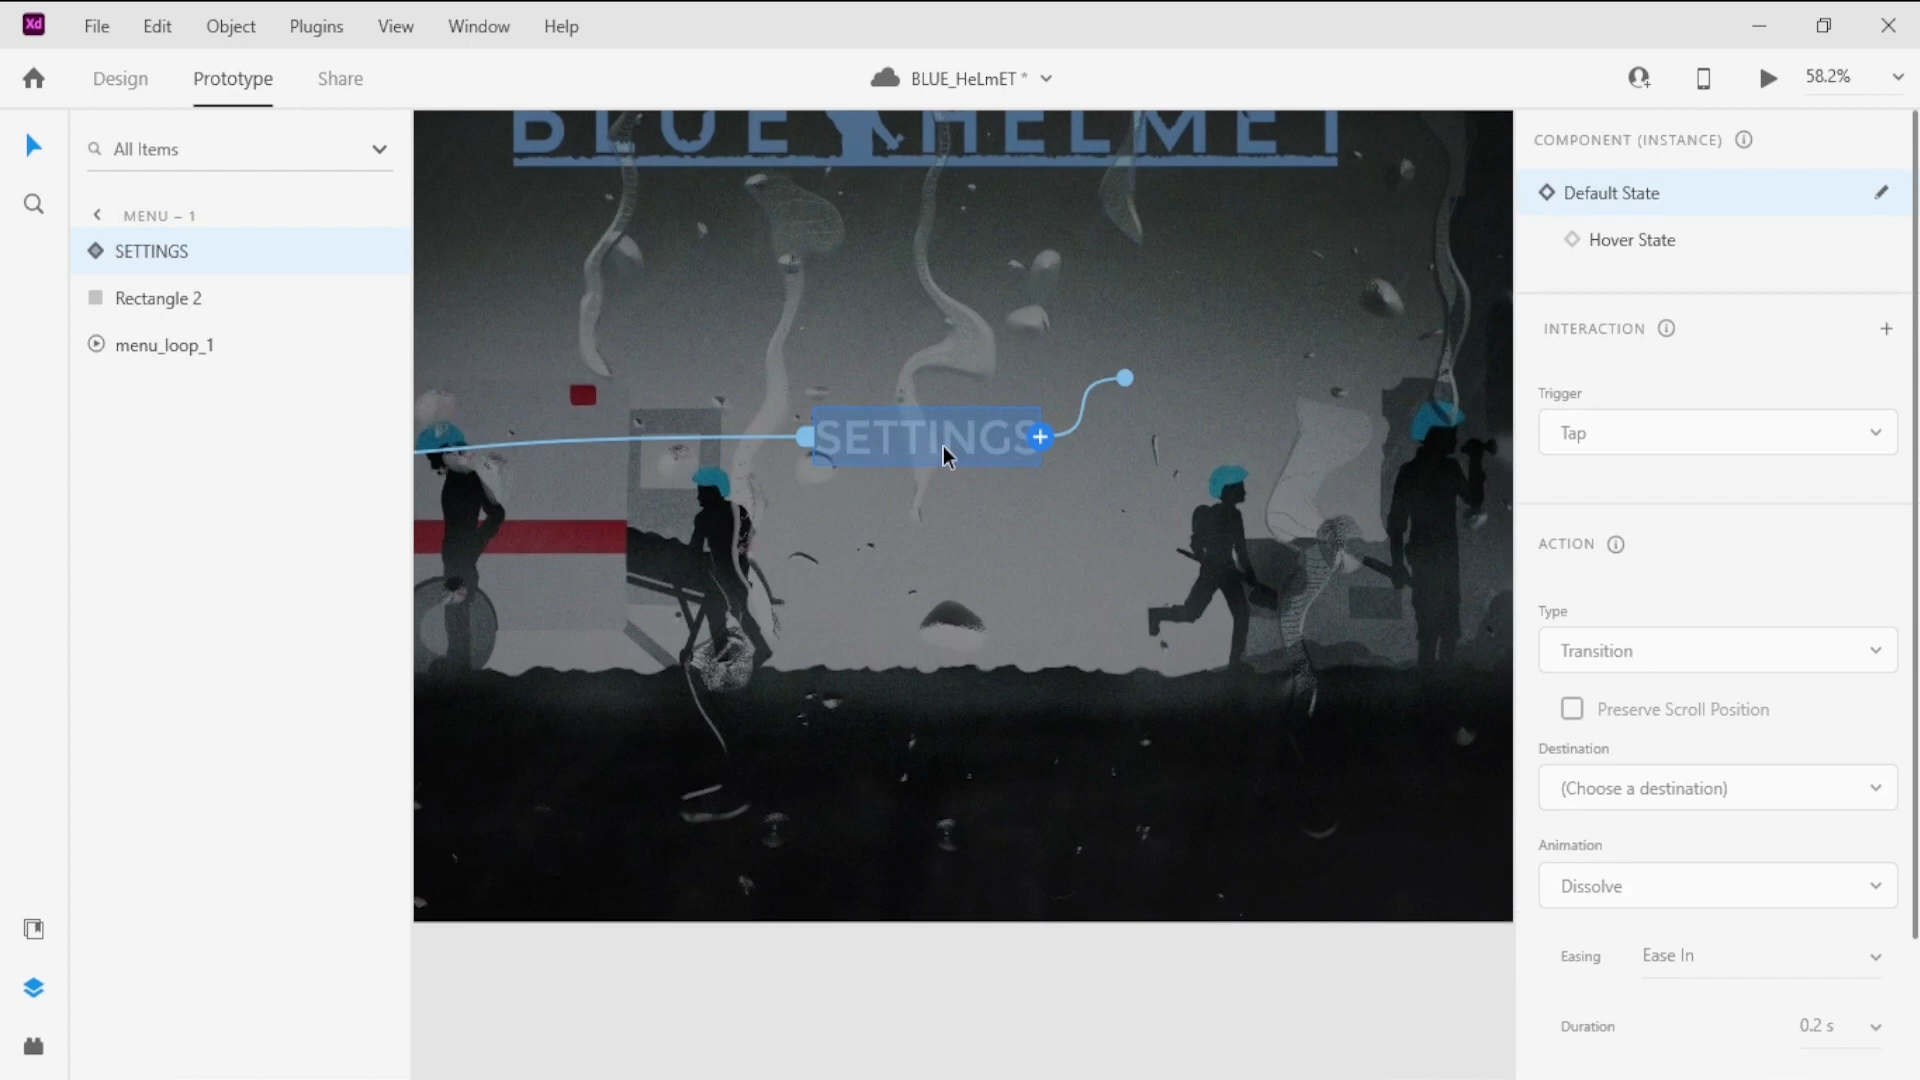 Xd File Edit Object Plugins View Window Help
Design Prototype Share BLUE_HeLmET * 58.2%
All Items
MENU – 1
SETTINGS
Rectangle 2
menu_loop_1
BLUE HELMET
SETTINGS
COMPONENT (INSTANCE)
Default State
Hover State
INTERACTION
Trigger
Tap
ACTION
Type
Transition
Preserve Scroll Position
Destination
(Choose a destination)
Animation
Dissolve
Easing Ease In
Duration 0.2 s